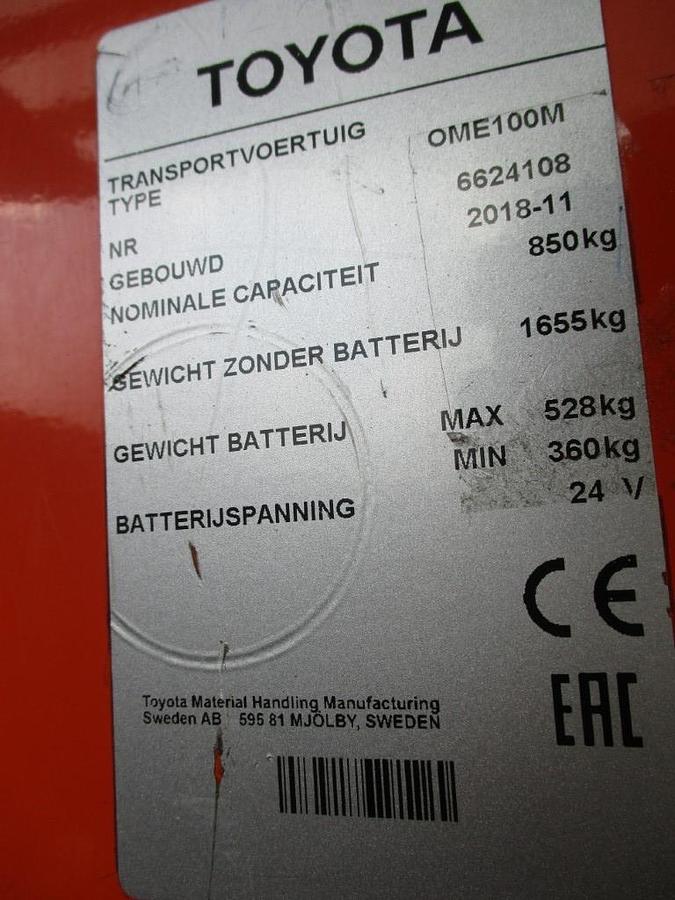 TOYOTA
TRANSPORTVOERTUIG
TYPE OME100M
NR 6624108
GEBOUWD 2018-11
NOMINALE CAPACITEIT 850kg
GEWICHT ZONDER BATTERIJ 1655kg
GEWICHT BATTERIJ MAX 528kg
MIN 360kg
BATTERIJSPANNING 24 V
CE
EAC
Toyota Material Handling Manufacturing
Sweden AB 595 81 MJÖLBY, SWEDEN